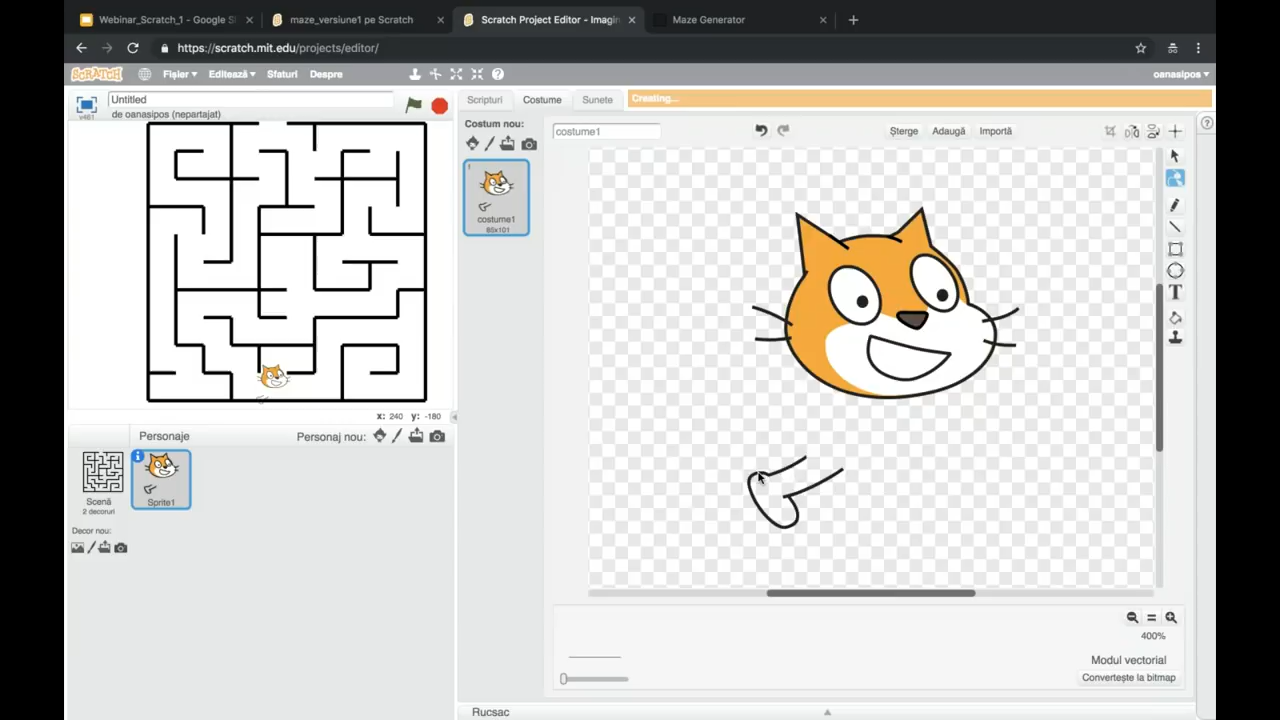 Webinar_Scratch_1 - Google Sl
maze_versiune1 pe Scratch
Scratch Project Editor - Imagin
Maze Generator
https://scratch.mit.edu/projects/editor/
SCRATCH
Fișier
Editează
Sfaturi
Despre
oanasipos
Untitled
de oanasipos (nepartajat)
v461
Scripturi
Costume
Sunete
Creating...
Costum nou:
costume1
Șterge
Adaugă
Importă
1
costume1
85x101
T
x: 240 y: -180
Personaje
Personaj nou:
Scenă
2 decoruri
Sprite1
Decor nou:
400%
Modul vectorial
Convertește la bitmap
Rucsac